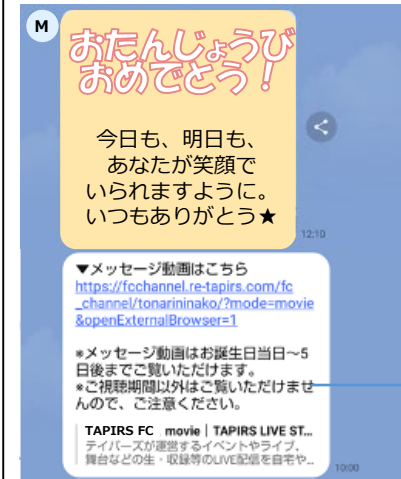 M
おたんじょうび
おめでとう！
今日も、明日も、
あなたが笑顔で
いられますように。
いつもありがとう★
12:10
▼メッセージ動画はこちら
https://fcchannel.re-tapirs.com/fc
_channel/tonarininako/?mode=movie
&openExternalBrowser=1
※メッセージ動画はお誕生日当日～5
日後までご覧いただけます。
※ご視聴期間以外はご覧いただけませ
んので、ご注意ください。
TAPIRS FC movie | TAPIRS LIVE ST...
テイパーズが運営するイベントやライブ、
舞台などの生・収録等のLIVE配信を自宅や...
10:00